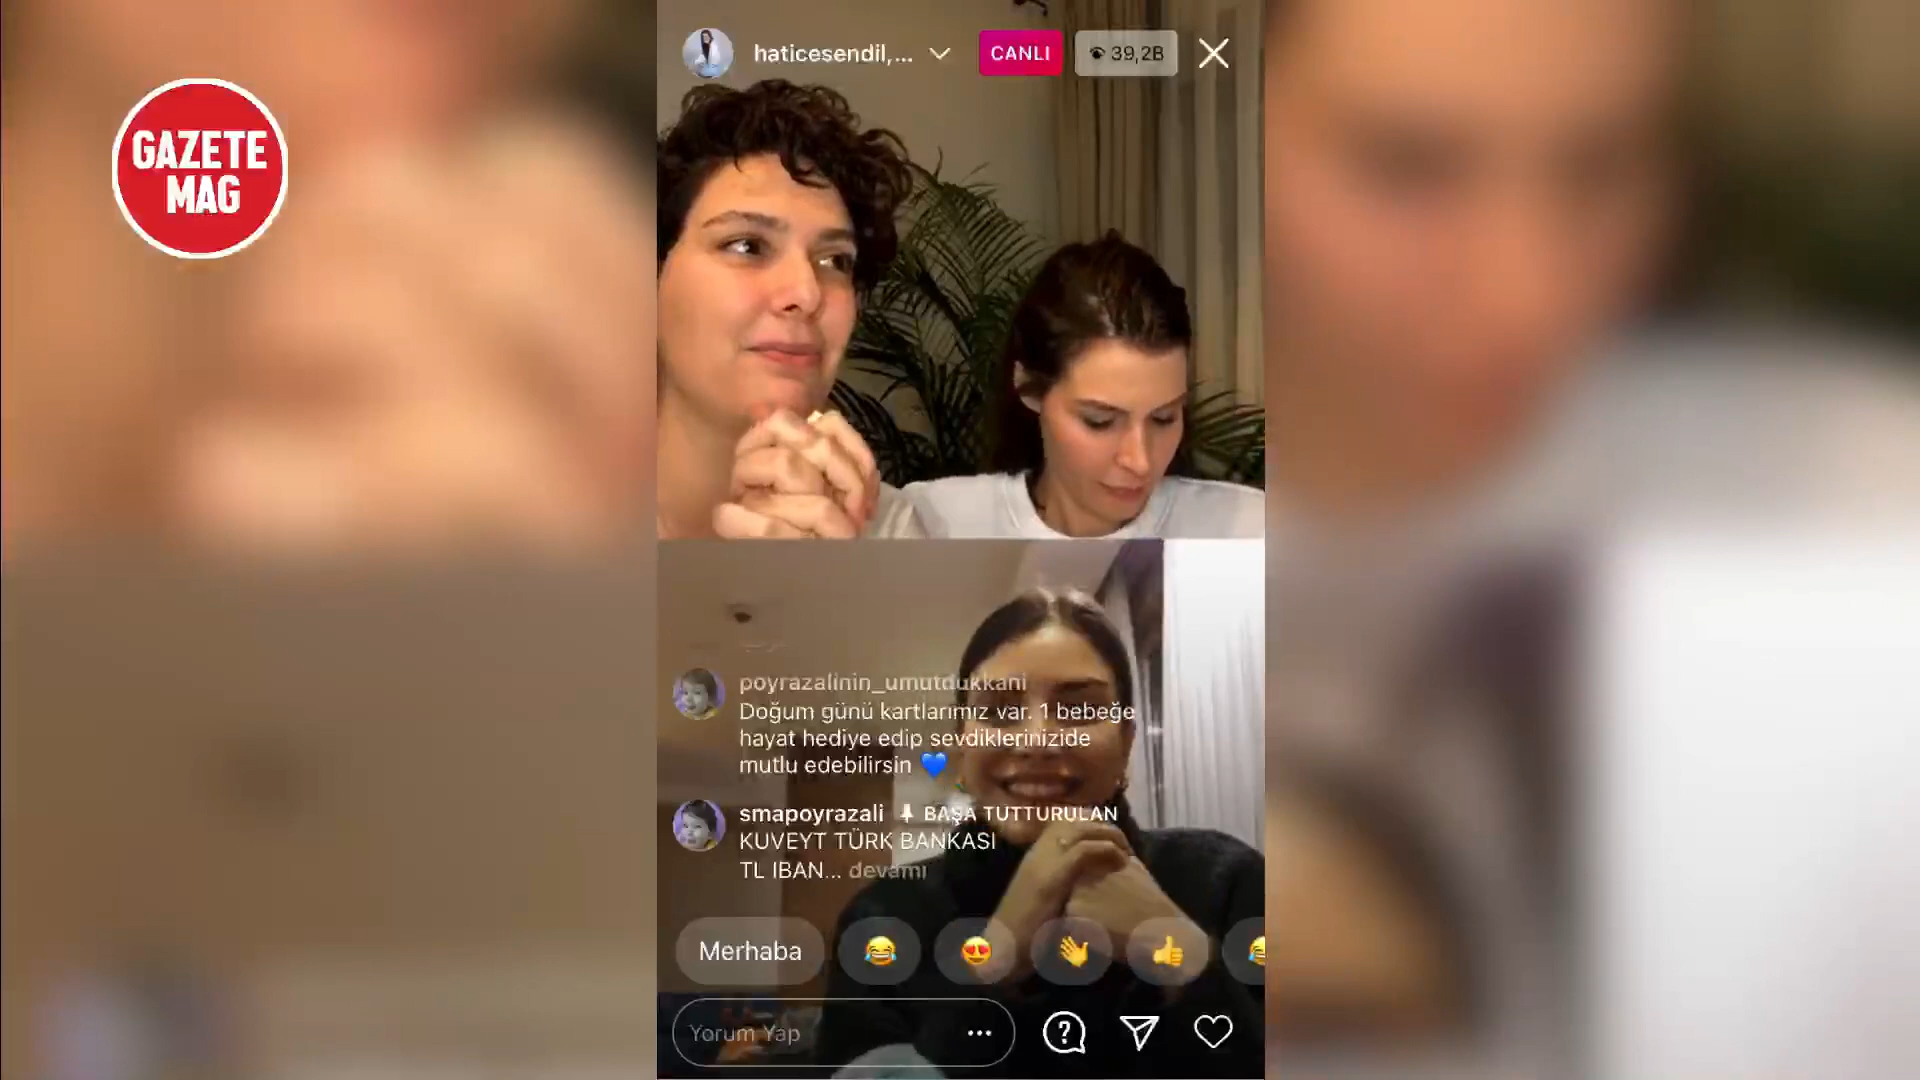 GAZETE
MAG
haticesendil,...
CANLI
39,2B
poyrazalinin_umutdukkani
Doğum günü kartlarımız var. 1 bebeğe
hayat hediye edip sevdiklerinizide
mutlu edebilirsin 💙
smapoyrazali BAŞA TUTTURULAN
KUVEYT TÜRK BANKASI
TL IBAN... devamı
Merhaba
Yorum Yap